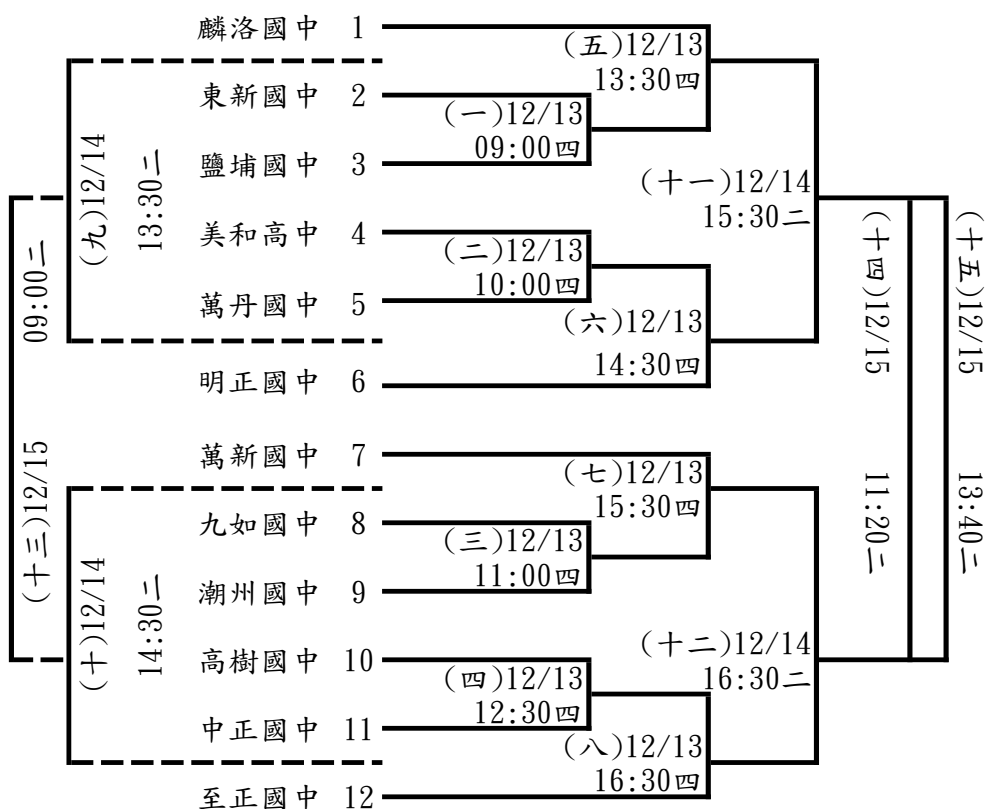 麟洛國中 1
(五)12/13
13:30四
東新國中 2
(一)12/13
09:00四
鹽埔國中 3
(九)12/14
13:30二
(十一)12/14
15:30二
美和高中 4
(二)12/13
10:00四
萬丹國中 5
(六)12/13
14:30四
明正國中 6
(十三)12/15
09:00二
(十四)12/15
11:20二
(十五)12/15
13:40二
萬新國中 7
(七)12/13
15:30四
九如國中 8
(三)12/13
11:00四
潮州國中 9
(十)12/14
14:30二
(十二)12/14
16:30二
高樹國中 10
(四)12/13
12:30四
中正國中 11
(八)12/13
16:30四
至正國中 12